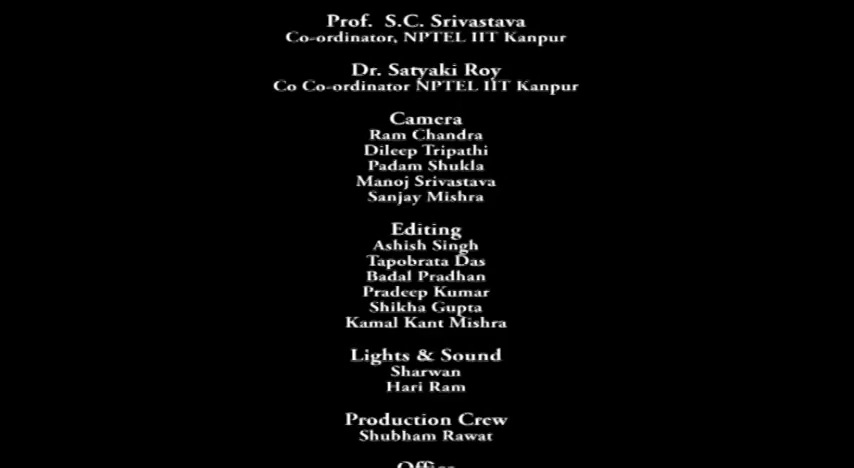 Prof. S.C. Srivastava
Co-ordinator, NPTEL IIT Kanpur
Dr. Satyaki Roy
Co Co-ordinator NPTEL IIT Kanpur
Camera
Ram Chandra
Dileep Tripathi
Padam Shukla
Manoj Srivastava
Sanjay Mishra
Editing
Ashish Singh
Tapobrata Das
Badal Pradhan
Pradeep Kumar
Shikha Gupta
Kamal Kant Mishra
Lights & Sound
Sharwan
Hari Ram
Production Crew
Shubham Rawat
Office